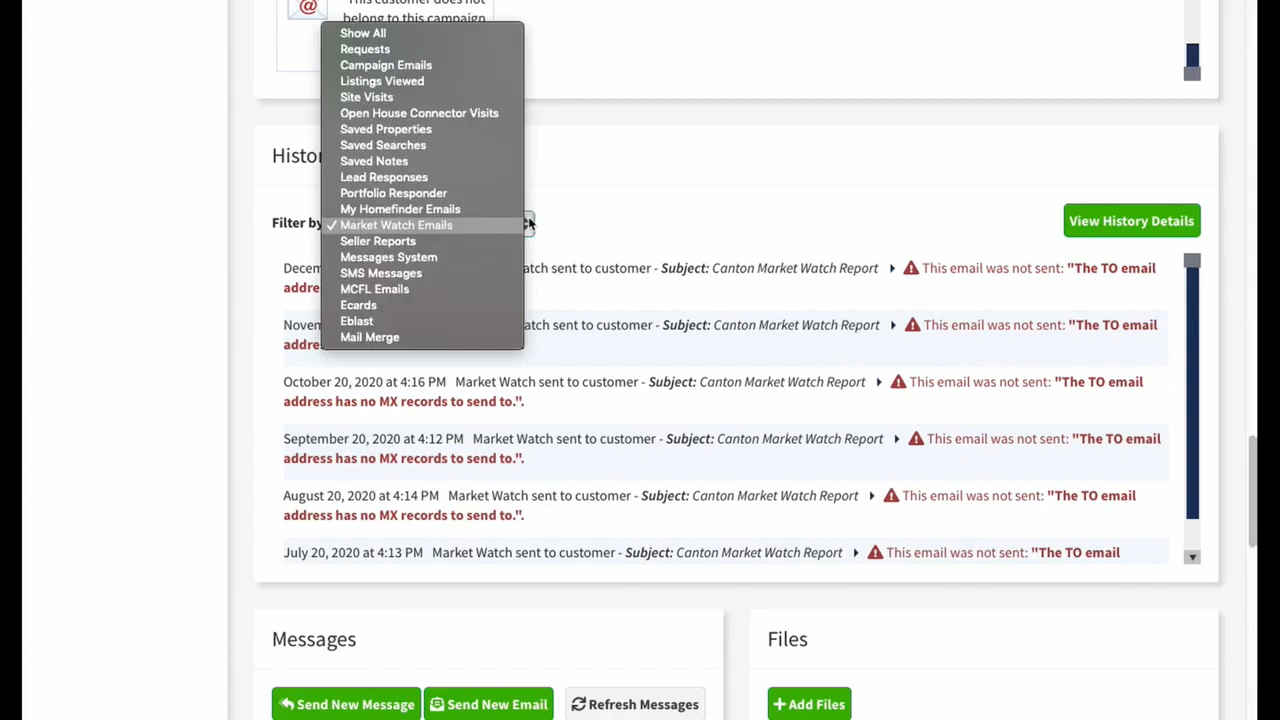 This customer does not
belong to this campaign
Show All
Requests
Campaign Emails
Listings Viewed
Site Visits
Open House Connector Visits
Saved Properties
Saved Searches
Saved Notes
Lead Responses
Portfolio Responder
My Homefinder Emails
✓ Market Watch Emails
Seller Reports
Messages System
SMS Messages
MCFL Emails
Ecards
Eblast
Mail Merge
Histor
Filter by
View History Details
Decem atch sent to customer - Subject: Canton Market Watch Report This email was not sent: "The TO email
addre
Novem atch sent to customer - Subject: Canton Market Watch Report This email was not sent: "The TO email
addre
October 20, 2020 at 4:16 PM Market Watch sent to customer - Subject: Canton Market Watch Report This email was not sent: "The TO email
address has no MX records to send to.".
September 20, 2020 at 4:12 PM Market Watch sent to customer - Subject: Canton Market Watch Report This email was not sent: "The TO email
address has no MX records to send to.".
August 20, 2020 at 4:14 PM Market Watch sent to customer - Subject: Canton Market Watch Report This email was not sent: "The TO email
address has no MX records to send to.".
July 20, 2020 at 4:13 PM Market Watch sent to customer - Subject: Canton Market Watch Report This email was not sent: "The TO email
Messages
Files
Send New Message
Send New Email
Refresh Messages
+ Add Files